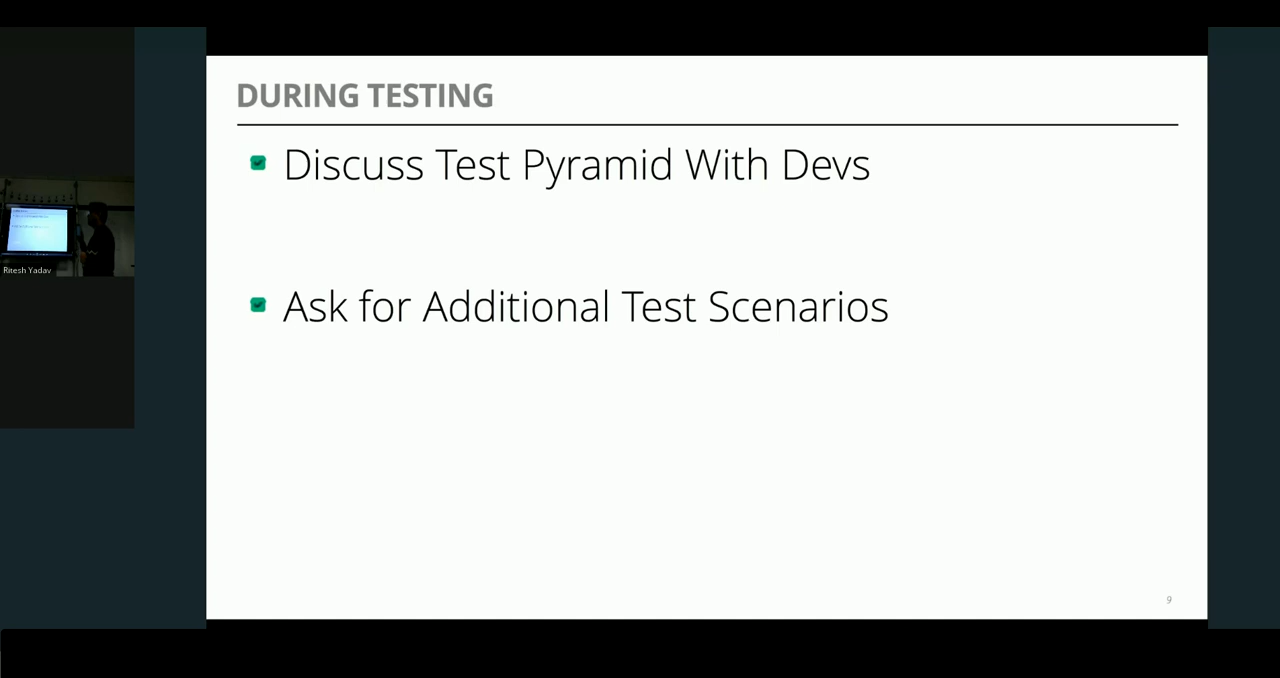 DURING TESTING
Discuss Test Pyramid With Devs
Ask for Additional Test Scenarios
Ritesh Yadav
9